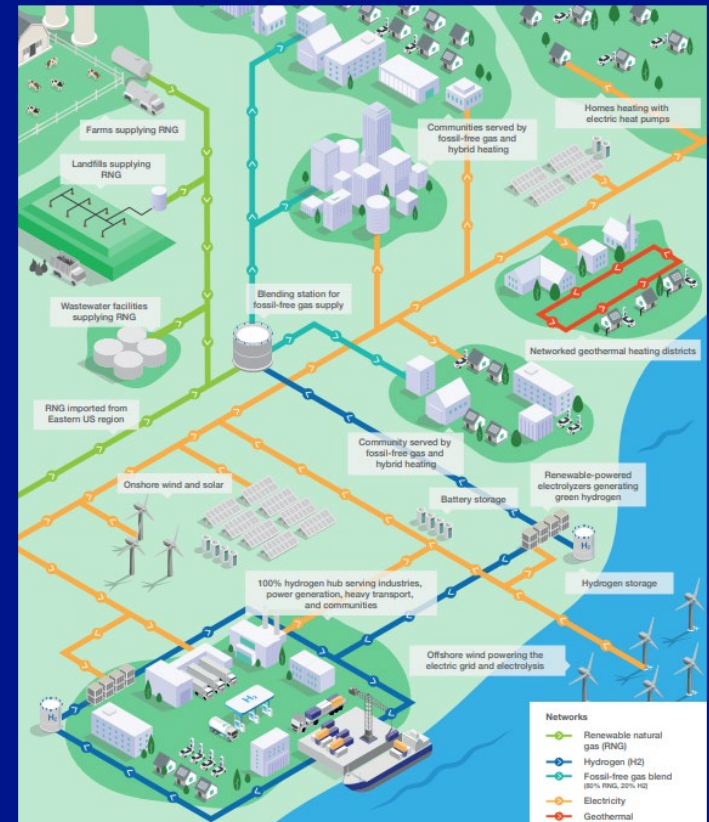 Farms supplying RNG
Landfills supplying
RNG
Wastewater facilities
supplying RNG
RNG imported from
Eastern US region
Blending station for
fossil-free gas supply
Communities served by
fossil-free gas and
hybrid heating
Homes heating with
electric heat pumps
Networked geothermal heating districts
Community served by
fossil-free gas and
hybrid heating
Onshore wind and solar
Battery storage
Renewable-powered
electrolyzers generating
green hydrogen
H2
Hydrogen storage
100% hydrogen hub serving industries,
power generation, heavy transport,
and communities
Offshore wind powering the
electric grid and electrolysis
H2
H2
Networks
Renewable natural
gas (RNG)
Hydrogen (H2)
Fossil-free gas blend
(80% RNG, 20% H2)
Electricity
Geothermal